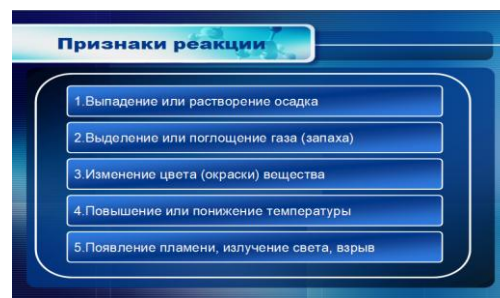 Признаки реакции
1.Выпадение или растворение осадка
2.Выделение или поглощение газа (запаха)
3.Изменение цвета (окраски) вещества
4.Повышение или понижение температуры
5.Появление пламени, излучение света, взрыв